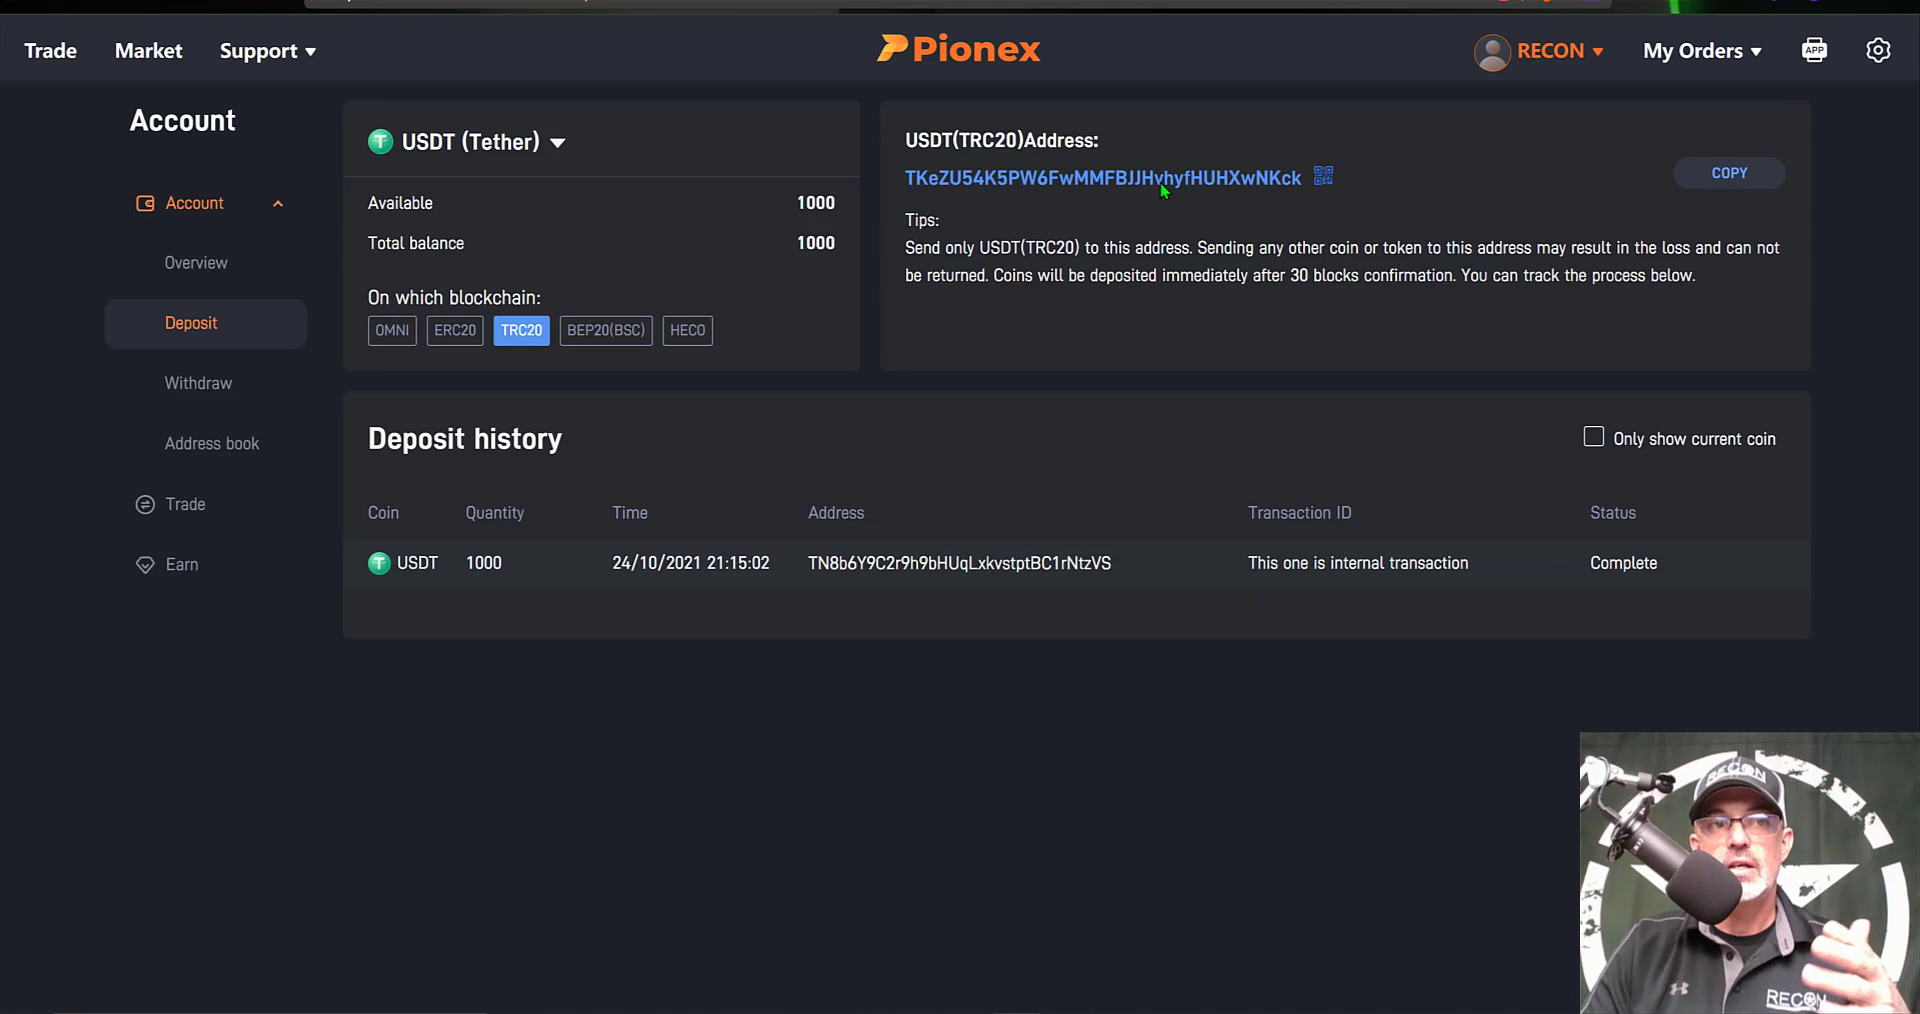 Trade
Market
Support
Pionex
RECON
My Orders
APP
Account
Account
Overview
Deposit
Withdraw
Address book
Trade
Earn
USDT (Tether)
Available 1000
Total balance 1000
On which blockchain:
OMNI ERC20 TRC20 BEP20(BSC) HECO
USDT(TRC20)Address:
TKeZU54K5PW6FwMMFBJJHvhyfHUHXwNKck
COPY
Tips:
Send only USDT(TRC20) to this address. Sending any other coin or token to this address may result in the loss and can not
be returned. Coins will be deposited immediately after 30 blocks confirmation. You can track the process below.
Deposit history
Only show current coin
Coin Quantity Time Address Transaction ID Status
USDT 1000 24/10/2021 21:15:02 TN8b6Y9C2r9h9bHUqLxkvstptBC1rNtzVS This one is internal transaction Complete
RECON
RECON